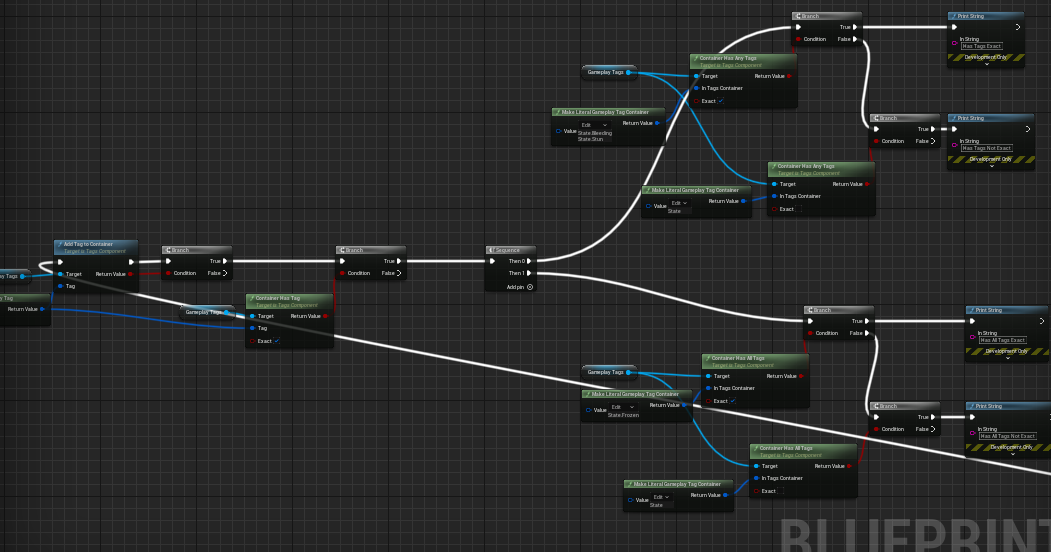 Branch
True
Condition
False
Print String
In String
Has Tags Exact
Development Only
Container Has Any Tags
Target is Tags Component
Target
Return Value
In Tags Container
Exact
Gameplay Tags
Make Literal Gameplay Tag Container
Value
Edit
Return Value
State.Bleeding
State.Stun
Branch
True
Condition
False
Print String
In String
Has Tags Not Exact
Development Only
Container Has Any Tags
Target is Tags Component
Target
Return Value
In Tags Container
Exact
Make Literal Gameplay Tag Container
Value
Edit
Return Value
State
Add Tag to Container
Target is Tags Component
Target
Return Value
Tag
Tags
Tag
Return Value
Branch
True
Condition
False
Gameplay Tags
Container Has Tag
Target is Tags Component
Target
Return Value
Tag
Exact
Branch
True
Condition
False
Sequence
Then 0
Then 1
Add pin
Branch
True
Condition
False
Print String
In String
Has All Tags Exact
Development Only
Gameplay Tags
Container Has All Tags
Target is Tags Component
Target
Return Value
In Tags Container
Exact
Make Literal Gameplay Tag Container
Value
Edit
Return Value
State.Frozen
Branch
True
Condition
False
Print String
In String
Has All Tags Not Exact
Development Only
Container Has All Tags
Target is Tags Component
Target
Return Value
In Tags Container
Exact
Make Literal Gameplay Tag Container
Value
Edit
Return Value
State
BLUEPRINT